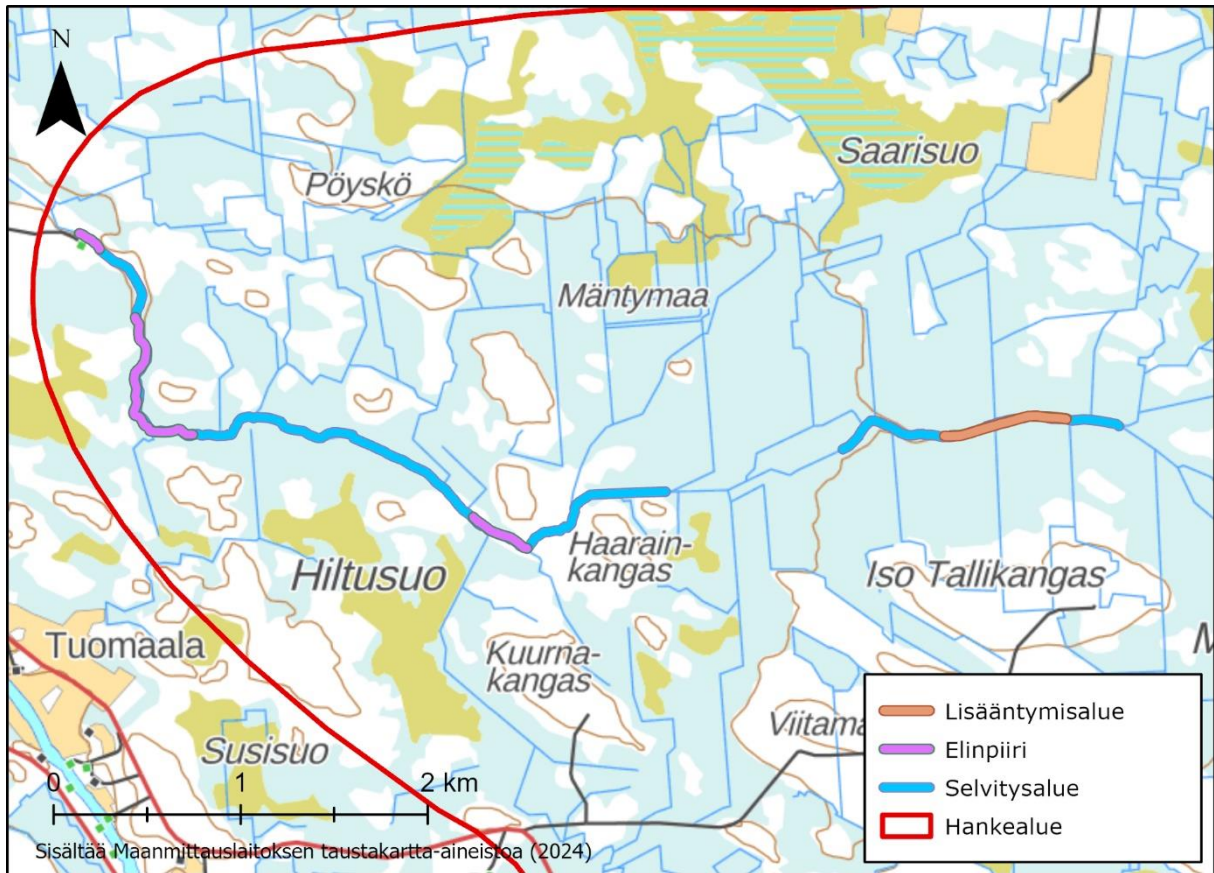 N
Saarisuo
Pöyskö
Mäntymaa
Haarain-
kangas
Hiltusuo
Iso Tallikangas
Tuomaala
Kuurna-
kangas
M
Viitama
Susisuo
0 1 2 km
Sisältää Maanmittauslaitoksen taustakartta-aineistoa (2024)
Lisääntymisalue
Elinpiiri
Selvitysalue
Hankealue